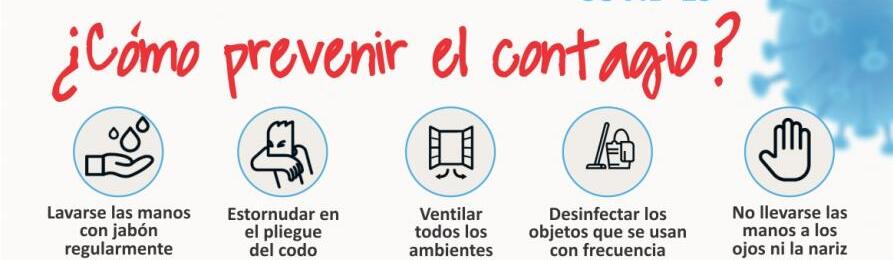 ¿Cómo prevenir el contagio?
Lavarse las manos
con jabón
regularmente
Estornudar en
el pliegue
del codo
Ventilar
todos los
ambientes
Desinfectar los
objetos que se usan
con frecuencia
No llevarse las
manos a los
ojos ni la nariz